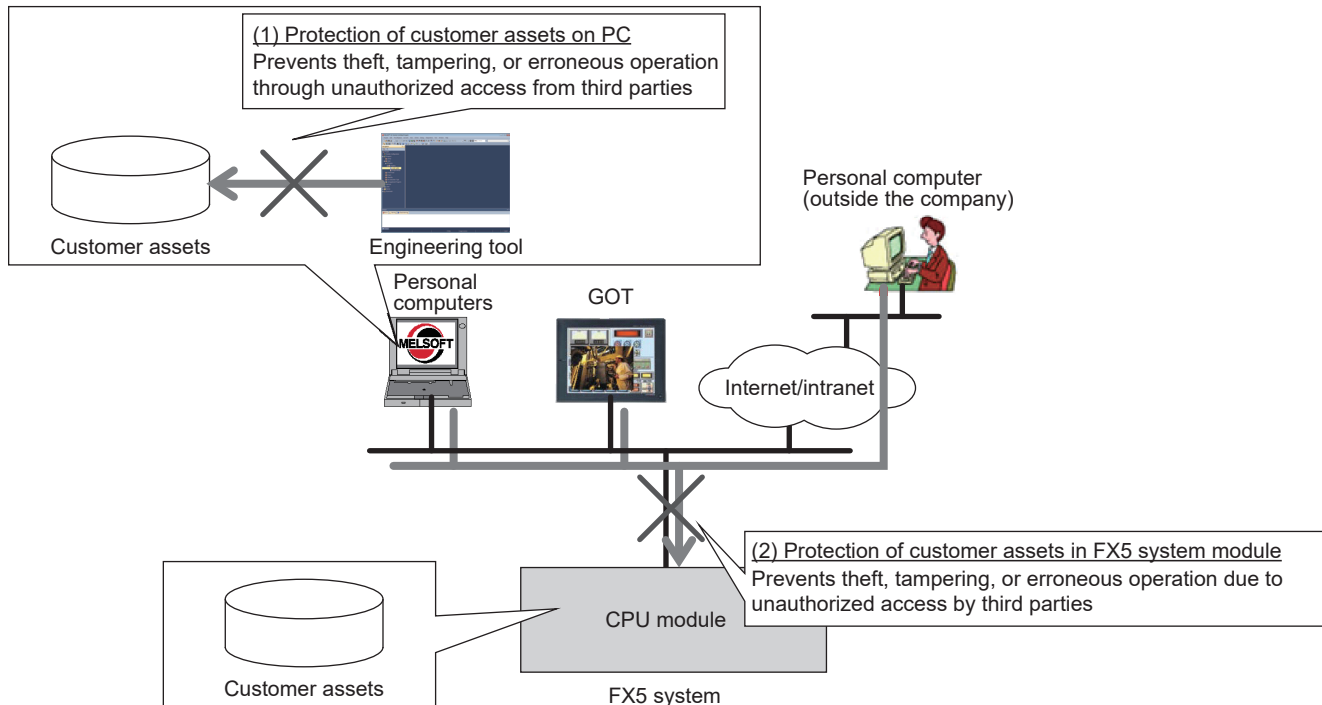 (1) Protection of customer assets on PC
Prevents theft, tampering, or erroneous operation
through unauthorized access from third parties
Customer assets
Engineering tool
Personal computer
(outside the company)
Personal
computers
GOT
MELSOFT
Internet/intranet
(2) Protection of customer assets in FX5 system module
Prevents theft, tampering, or erroneous operation due to
unauthorized access by third parties
CPU module
Customer assets
FX5 system